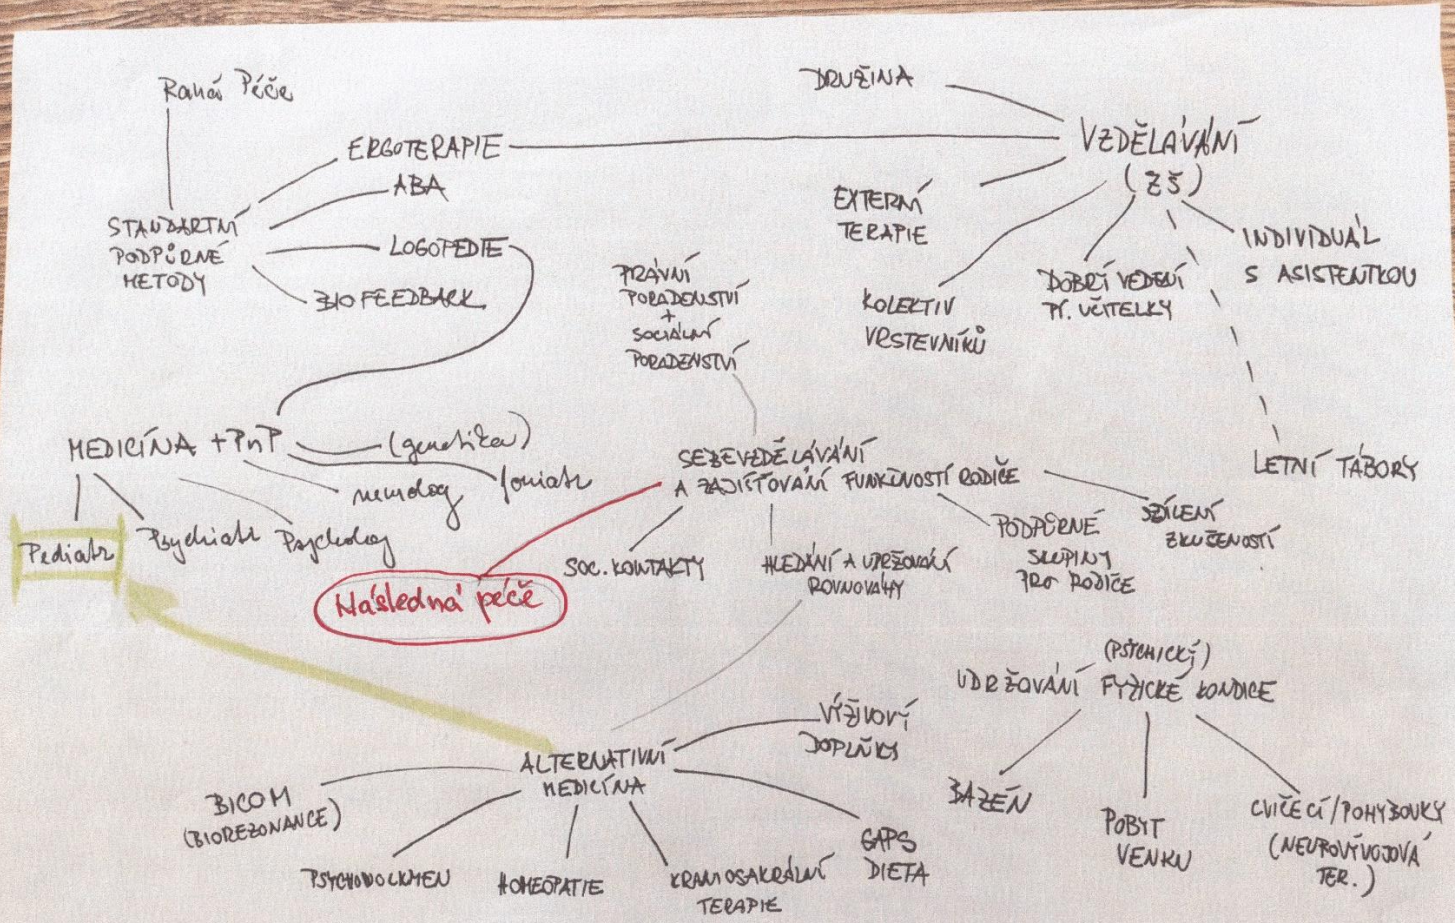 Raná Péče
STANDARTNÍ
PODPŮRNÉ
METODY
ERGOTERAPIE
ABA
LOGOPEDIE
BIOFEEDBACK
DRUŽINA
VZDĚLÁVÁNÍ
(ZŠ)
EXTERNÍ
TERAPIE
KOLEKTIV
VRSTEVNÍKŮ
DOBRÉ VEDENÍ
PÍ. UČITELKY
INDIVIDUÁL
S ASISTENTKOU
LETNÍ TÁBORY
PRÁVNÍ
PORADENSTVÍ
+
SOCIÁLNÍ
PORADENSTVÍ
MEDICÍNA + PnP
(genetika)
foniatr
neurolog
Psycholog
Psychiatr
Pediatr
SEBEVZDĚLÁVÁNÍ
A ZAJIŠŤOVÁNÍ FUNKČNOSTI RODIČE
SOC. KONTAKTY
HLEDÁNÍ A UDRŽOVÁNÍ
ROVNOVÁHY
PODPŮRNÉ
SKUPINY
PRO RODIČE
SDÍLENÍ
ZKUŠENOSTÍ
Následná péče
ALTERNATIVNÍ
MEDICÍNA
BICOM
(BIOREZONANCE)
PSYCHOWALKMEN
HOMEOPATIE
KRANIOSAKRÁLNÍ
TERAPIE
GAPS
DIETA
VÝŽIVOVÝ
DOPLŇKY
(PSYCHICKÝ)
UDRŽOVÁNÍ FYZICKÉ KONDICE
BAZÉN
POBYT
VENKU
CVIČECÍ/POHYBOVKY
(NEUROVÝVOJOVÁ
TER.)